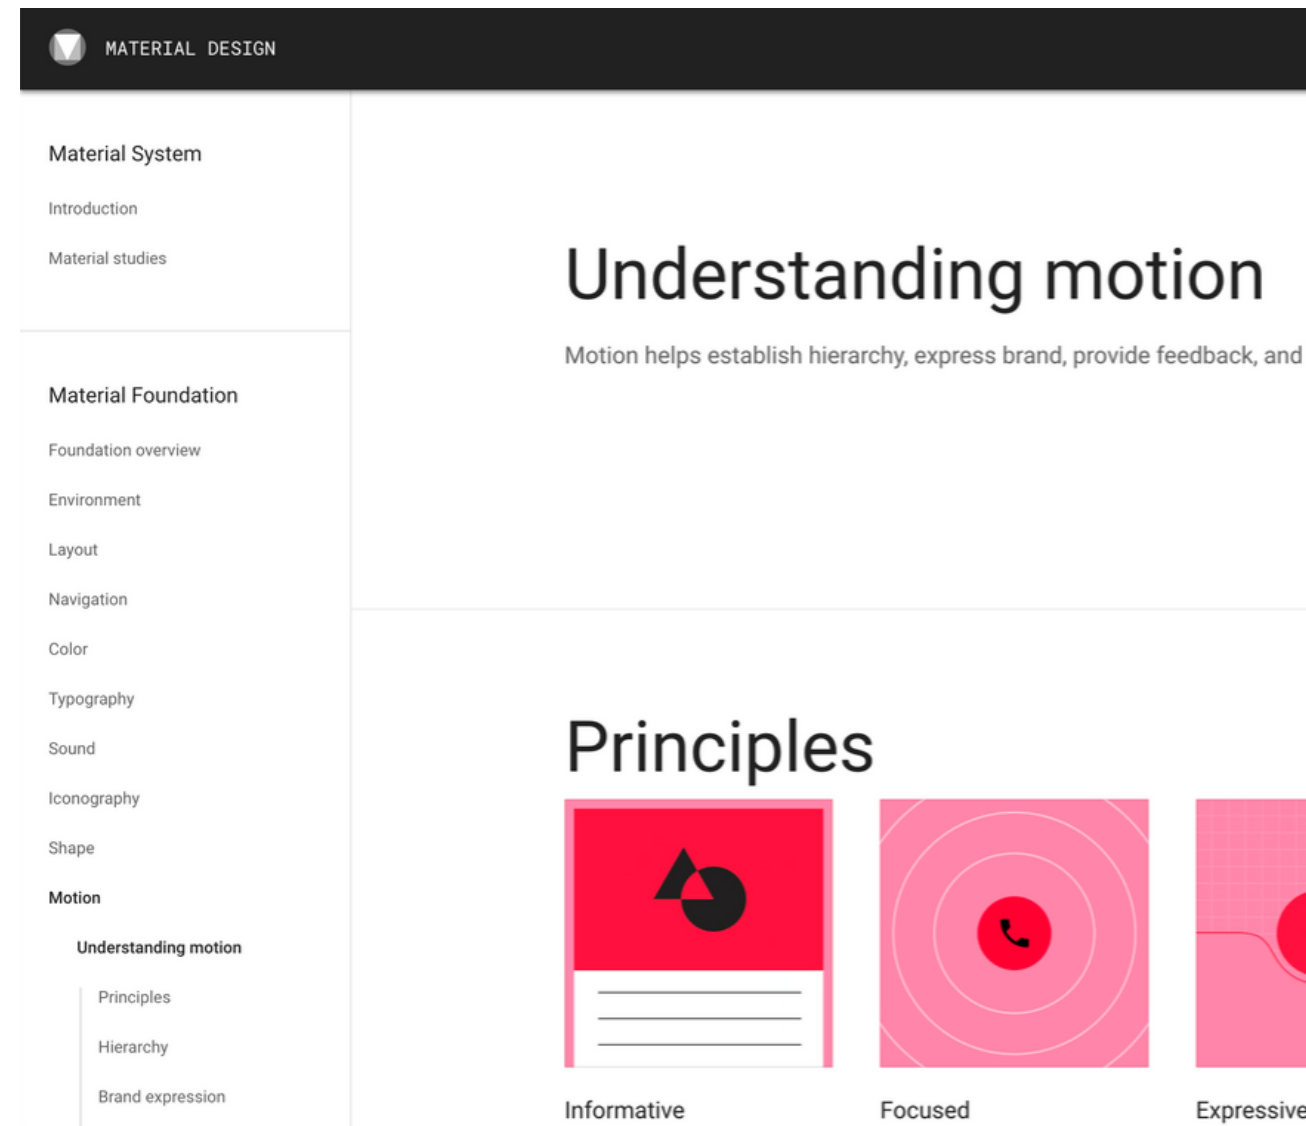 MATERIAL DESIGN
Material System
Introduction
Material studies
Material Foundation
Foundation overview
Environment
Layout
Navigation
Color
Typography
Sound
Iconography
Shape
Motion
Understanding motion
Principles
Hierarchy
Brand expression
Understanding motion
Motion helps establish hierarchy, express brand, provide feedback, and
Principles
Informative
Focused
Expressive